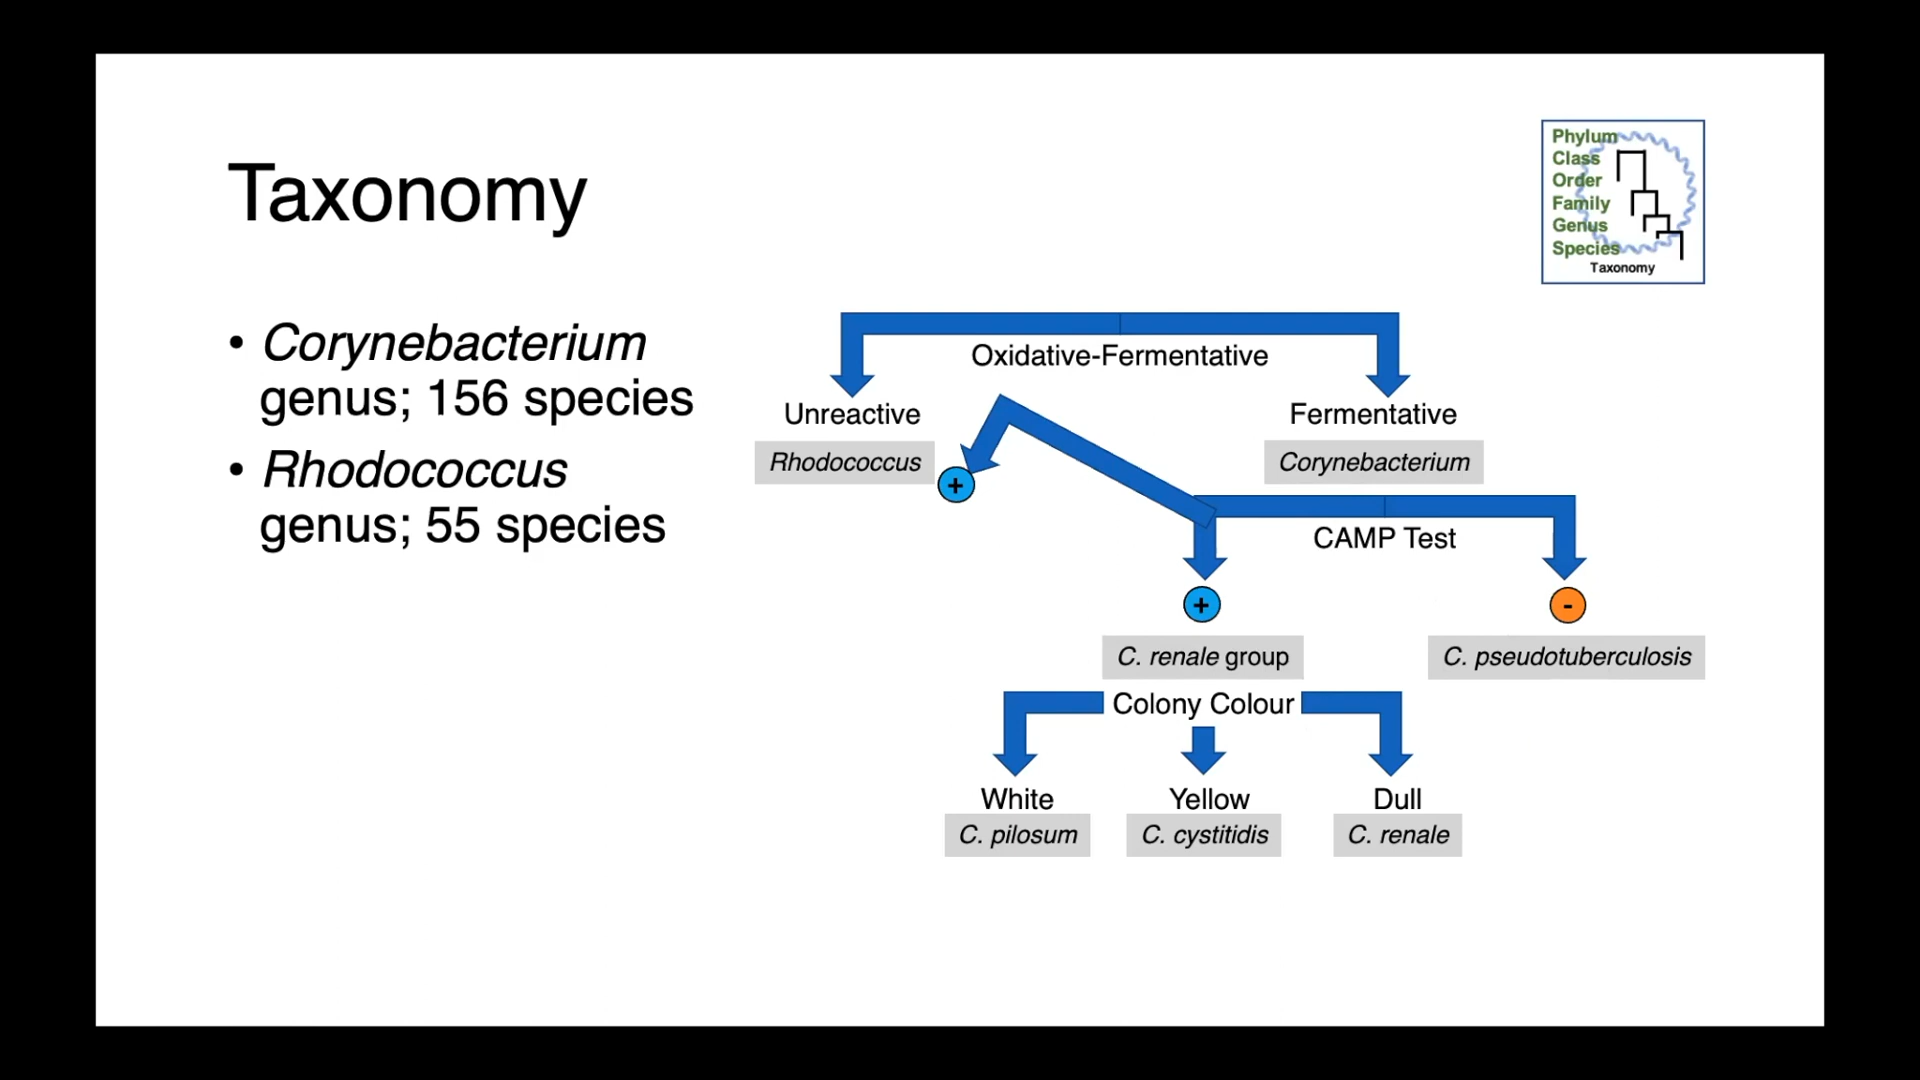 Taxonomy
Phylum
Class
Order
Family
Genus
Species
Taxonomy
• Corynebacterium
genus; 156 species
• Rhodococcus
genus; 55 species
Oxidative-Fermentative
Unreactive
Fermentative
Rhodococcus
Corynebacterium
+
CAMP Test
+
-
C. renale group
C. pseudotuberculosis
Colony Colour
White
Yellow
Dull
C. pilosum
C. cystitidis
C. renale